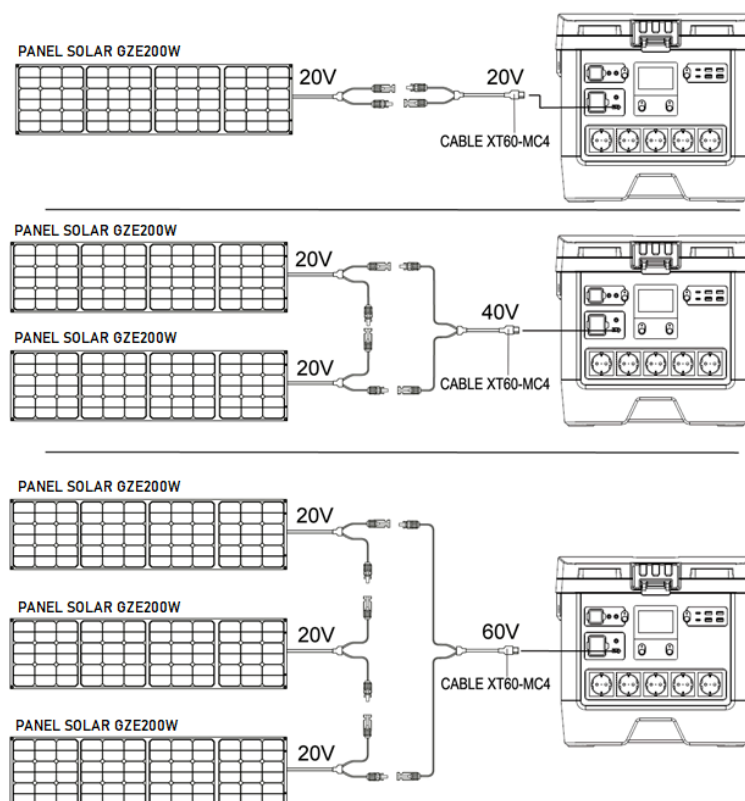 PANEL SOLAR GZE200W
20V 20V
CABLE XT60-MC4
PANEL SOLAR GZE200W
20V
40V
PANEL SOLAR GZE200W
20V
CABLE XT60-MC4
PANEL SOLAR GZE200W
20V
PANEL SOLAR GZE200W
20V 60V
CABLE XT60-MC4
PANEL SOLAR GZE200W
20V